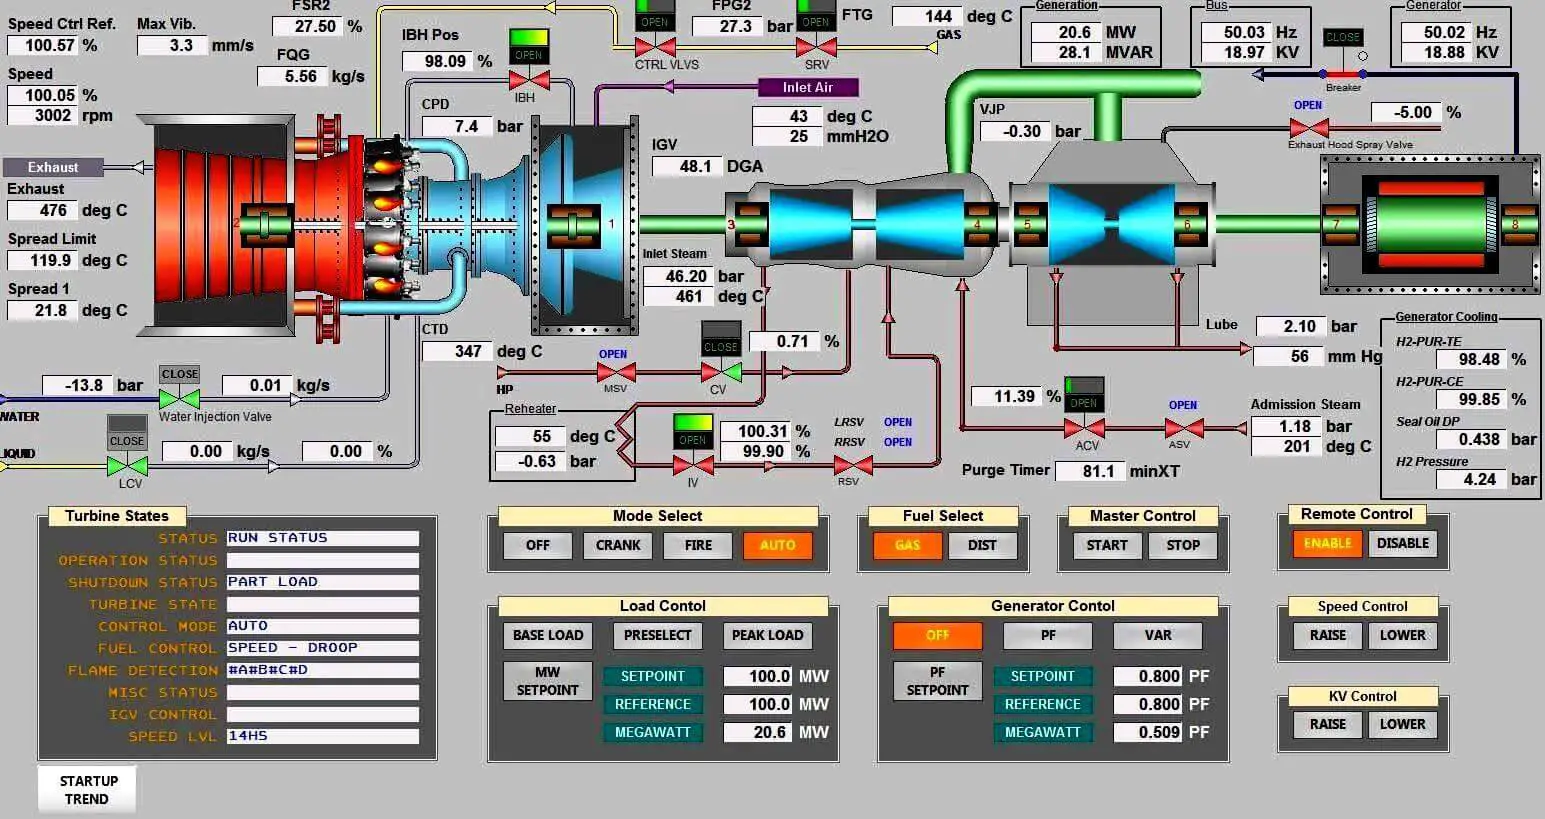 FSR2
27.50 %
Speed Ctrl Ref.
100.57 %
Max Vib.
3.3 mm/s
FQG
5.56 kg/s
Speed
100.05 %
3002 rpm
IBH Pos
98.09 %
OPEN
IBH
CPD
7.4 bar
OPEN
CTRL VLVS
FPG2
27.3 bar
OPEN
SRV
FTG
144 deg C
GAS
Inlet Air
43 deg C
25 mmH2O
IGV
48.1 DGA
Generation
20.6 MW
28.1 MVAR
Bus
50.03 Hz
18.97 KV
CLOSE
Breaker
Generator
50.02 Hz
18.88 KV
VJP
-0.30 bar
OPEN
-5.00 %
Exhaust Hood Spray Valve
Exhaust
Exhaust
476 deg C
Spread Limit
119.9 deg C
Spread 1
21.8 deg C
2
1
3
4
5
6
7
8
Inlet Steam
46.20 bar
461 deg C
CTD
347 deg C
HP
OPEN
MSV
CLOSE
CV
0.71 %
-13.8 bar
WATER
CLOSE
Water Injection Valve
0.01 kg/s
LIQUID
CLOSE
LCV
0.00 kg/s
0.00 %
Reheater
55 deg C
-0.63 bar
OPEN
IV
100.31 %
99.90 %
LRSV OPEN
RRSV OPEN
RSV
11.39 %
OPEN
ACV
OPEN
ASV
Admission Steam
1.18 bar
201 deg C
Purge Timer 81.1 minXT
Lube
2.10 bar
56 mm Hg
Generator Cooling
H2-PUR-TE
98.48 %
H2-PUR-CE
99.85 %
Seal Oil DP
0.438 bar
H2 Pressure
4.24 bar
Turbine States
STATUS RUN STATUS
OPERATION STATUS
SHUTDOWN STATUS PART LOAD
TURBINE STATE
CONTROL MODE AUTO
FUEL CONTROL SPEED - DROOP
FLAME DETECTION #A#B#C#D
MISC STATUS
IGV CONTROL
SPEED LVL 14HS
STARTUP
TREND
Mode Select
OFF CRANK FIRE AUTO
Fuel Select
GAS DIST
Master Control
START STOP
Remote Control
ENABLE DISABLE
Load Contol
BASE LOAD PRESELECT PEAK LOAD
MW
SETPOINT
SETPOINT 100.0 MW
REFERENCE 100.0 MW
MEGAWATT 20.6 MW
Generator Contol
OFF PF VAR
PF
SETPOINT
SETPOINT 0.800 PF
REFERENCE 0.800 PF
MEGAWATT 0.509 PF
Speed Control
RAISE LOWER
KV Control
RAISE LOWER